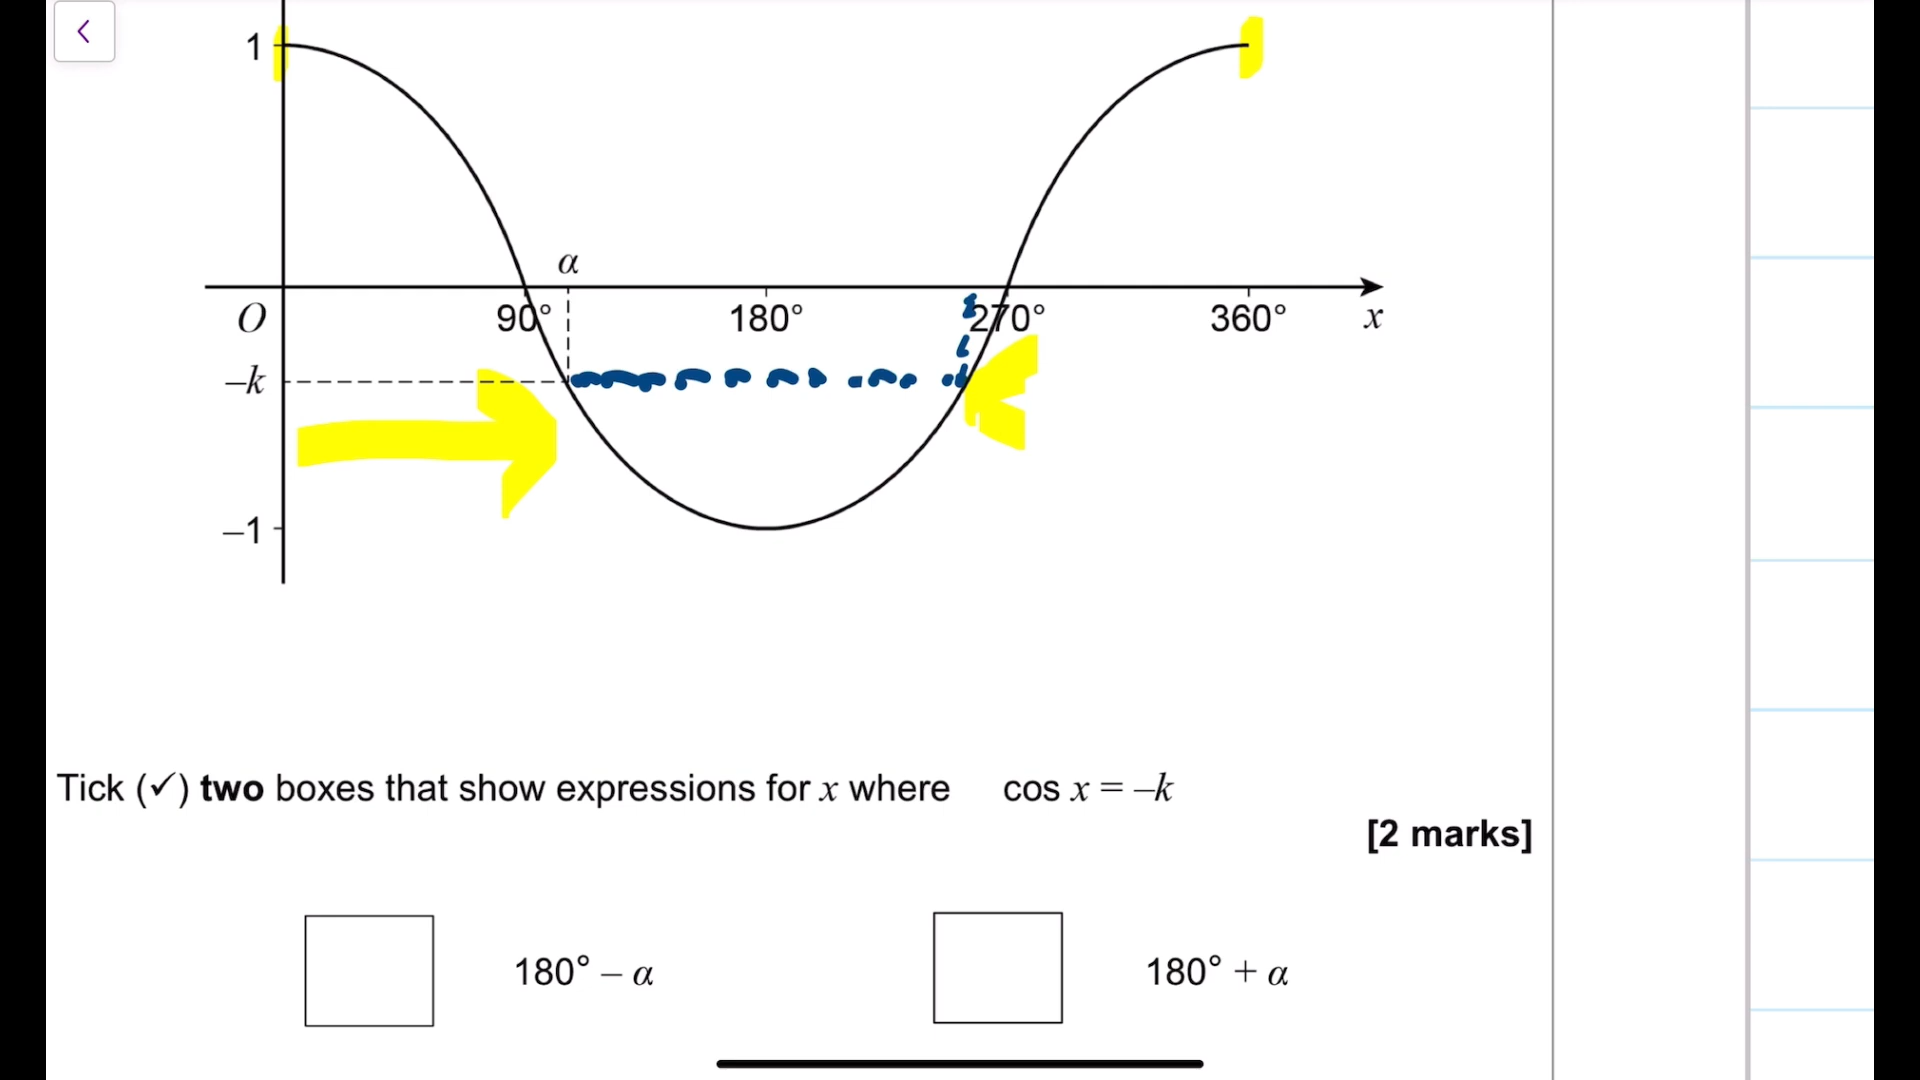 1
α
O 90° 180° 270° 360° x
–k
–1
Tick (✓) two boxes that show expressions for x where cos x = –k
[2 marks]
180° – α 180° + α